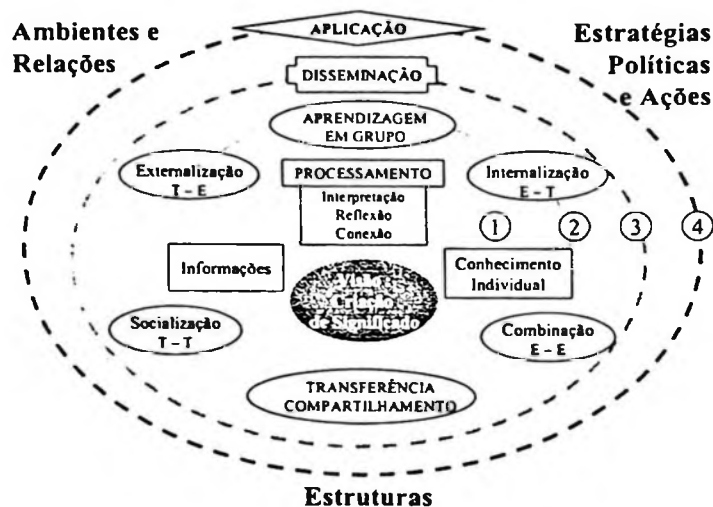 Ambientes e
Relações
APLICAÇÃO
Estratégias
Políticas
e Ações
DISSEMINAÇÃO
APRENDIZAGEM
EM GRUPO
Externalização
T – E
PROCESSAMENTO
Interpretação
Reflexão
Conexão
Internalização
E – T
1
2
3
4
Informações
Visão
Criação
de Significado
Conhecimento
Individual
Socialização
T – T
Combinação
E – E
TRANSFERÊNCIA
COMPARTILHAMENTO
Estruturas